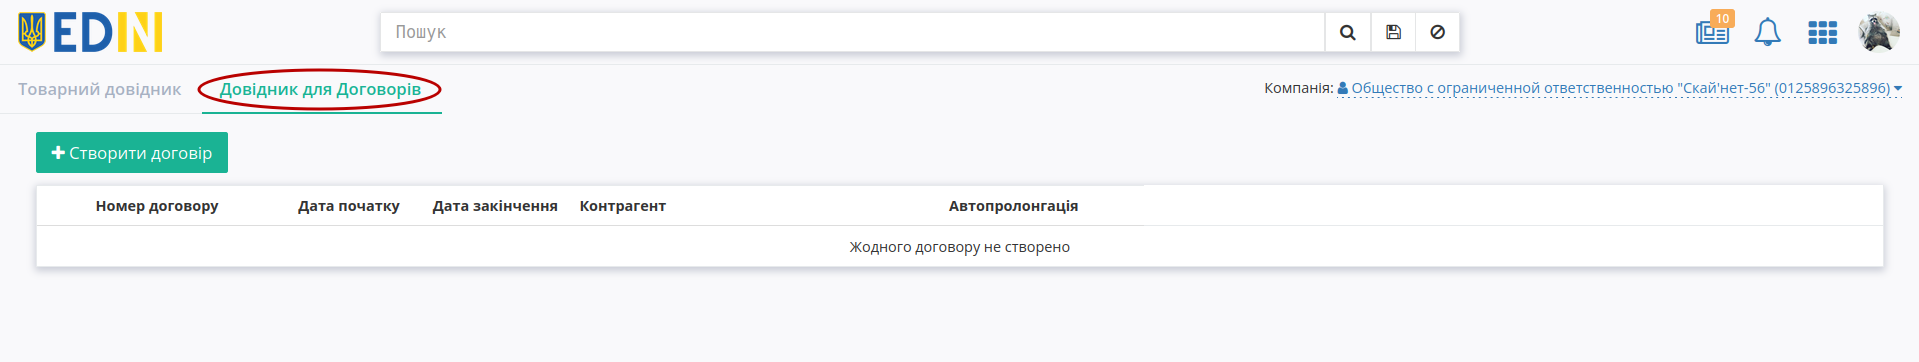 EDIN
Пошук
10
Товарний довідник
Довідник для Договорів
Компанія: Общество с ограниченной ответственностью "Скай'нет-56" (0125896325896)
Створити договір
Номер договору Дата початку Дата закінчення Контрагент Автопролонгація
Жодного договору не створено